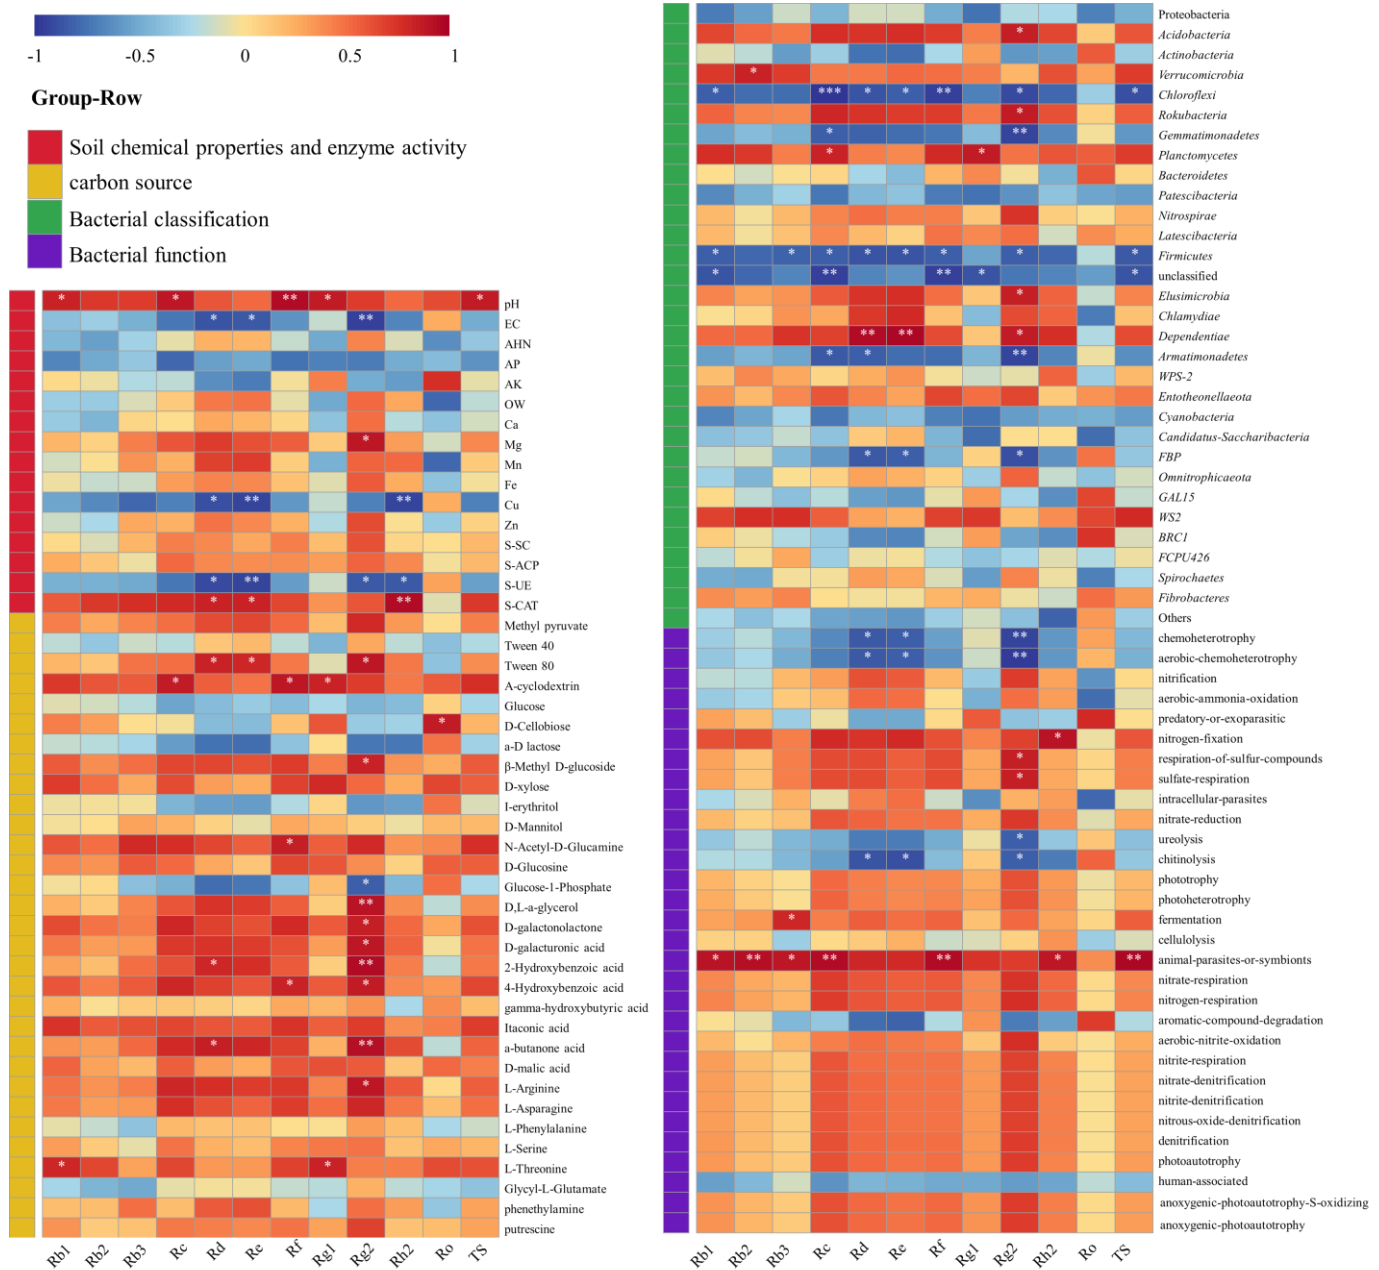 -1 -0.5 0 0.5 1
Group-Row
Soil chemical properties and enzyme activity
carbon source
Bacterial classification
Bacterial function
* * ** * * pH
* * ** EC
AHN
AP
AK
OW
Ca
* Mg
Mn
Fe
* ** ** Cu
Zn
S-SC
S-ACP
* ** * * S-UE
* * ** S-CAT
Methyl pyruvate
Tween 40
* * * Tween 80
* * * A-cyclodextrin
Glucose
* D-Cellobiose
a-D lactose
* β-Methyl D-glucoside
D-xylose
I-erythritol
D-Mannitol
* N-Acetyl-D-Glucamine
D-Glucosine
* Glucose-1-Phosphate
** D,L-a-glycerol
* D-galactonolactone
* D-galacturonic acid
* ** 2-Hydroxybenzoic acid
* * 4-Hydroxybenzoic acid
gamma-hydroxybutyric acid
Itaconic acid
* ** a-butanone acid
D-malic acid
* L-Arginine
L-Asparagine
L-Phenylalanine
L-Serine
* * L-Threonine
Glycyl-L-Glutamate
phenethylamine
putrescine
Rb1 Rb2 Rb3 Rc Rd Re Rf Rg1 Rg2 Rh2 Ro TS
Proteobacteria
* Acidobacteria
Actinobacteria
* Verrucomicrobia
* *** * * ** * * Chloroflexi
* Rokubacteria
* ** Gemmatimonadetes
* * Planctomycetes
Bacteroidetes
Patescibacteria
Nitrospirae
Latescibacteria
* * * * * * * * Firmicutes
* ** ** * * unclassified
* Elusimicrobia
Chlamydiae
** ** * Dependentiae
* * ** Armatimonadetes
WPS-2
Entotheonellaeota
Cyanobacteria
Candidatus-Saccharibacteria
* * * FBP
Omnitrophicaeota
GAL15
WS2
BRC1
FCPU426
Spirochaetes
Fibrobacteres
Others
* * ** chemoheterotrophy
* * ** aerobic-chemoheterotrophy
nitrification
aerobic-ammonia-oxidation
predatory-or-exoparasitic
* nitrogen-fixation
* respiration-of-sulfur-compounds
* sulfate-respiration
intracellular-parasites
nitrate-reduction
* ureolysis
* * * chitinolysis
phototrophy
photoheterotrophy
* fermentation
cellulolysis
* ** * ** ** * ** animal-parasites-or-symbionts
nitrate-respiration
nitrogen-respiration
aromatic-compound-degradation
aerobic-nitrite-oxidation
nitrite-respiration
nitrate-denitrification
nitrite-denitrification
nitrous-oxide-denitrification
denitrification
photoautotrophy
human-associated
anoxygenic-photoautotrophy-S-oxidizing
anoxygenic-photoautotrophy
Rb1 Rb2 Rb3 Rc Rd Re Rf Rg1 Rg2 Rh2 Ro TS